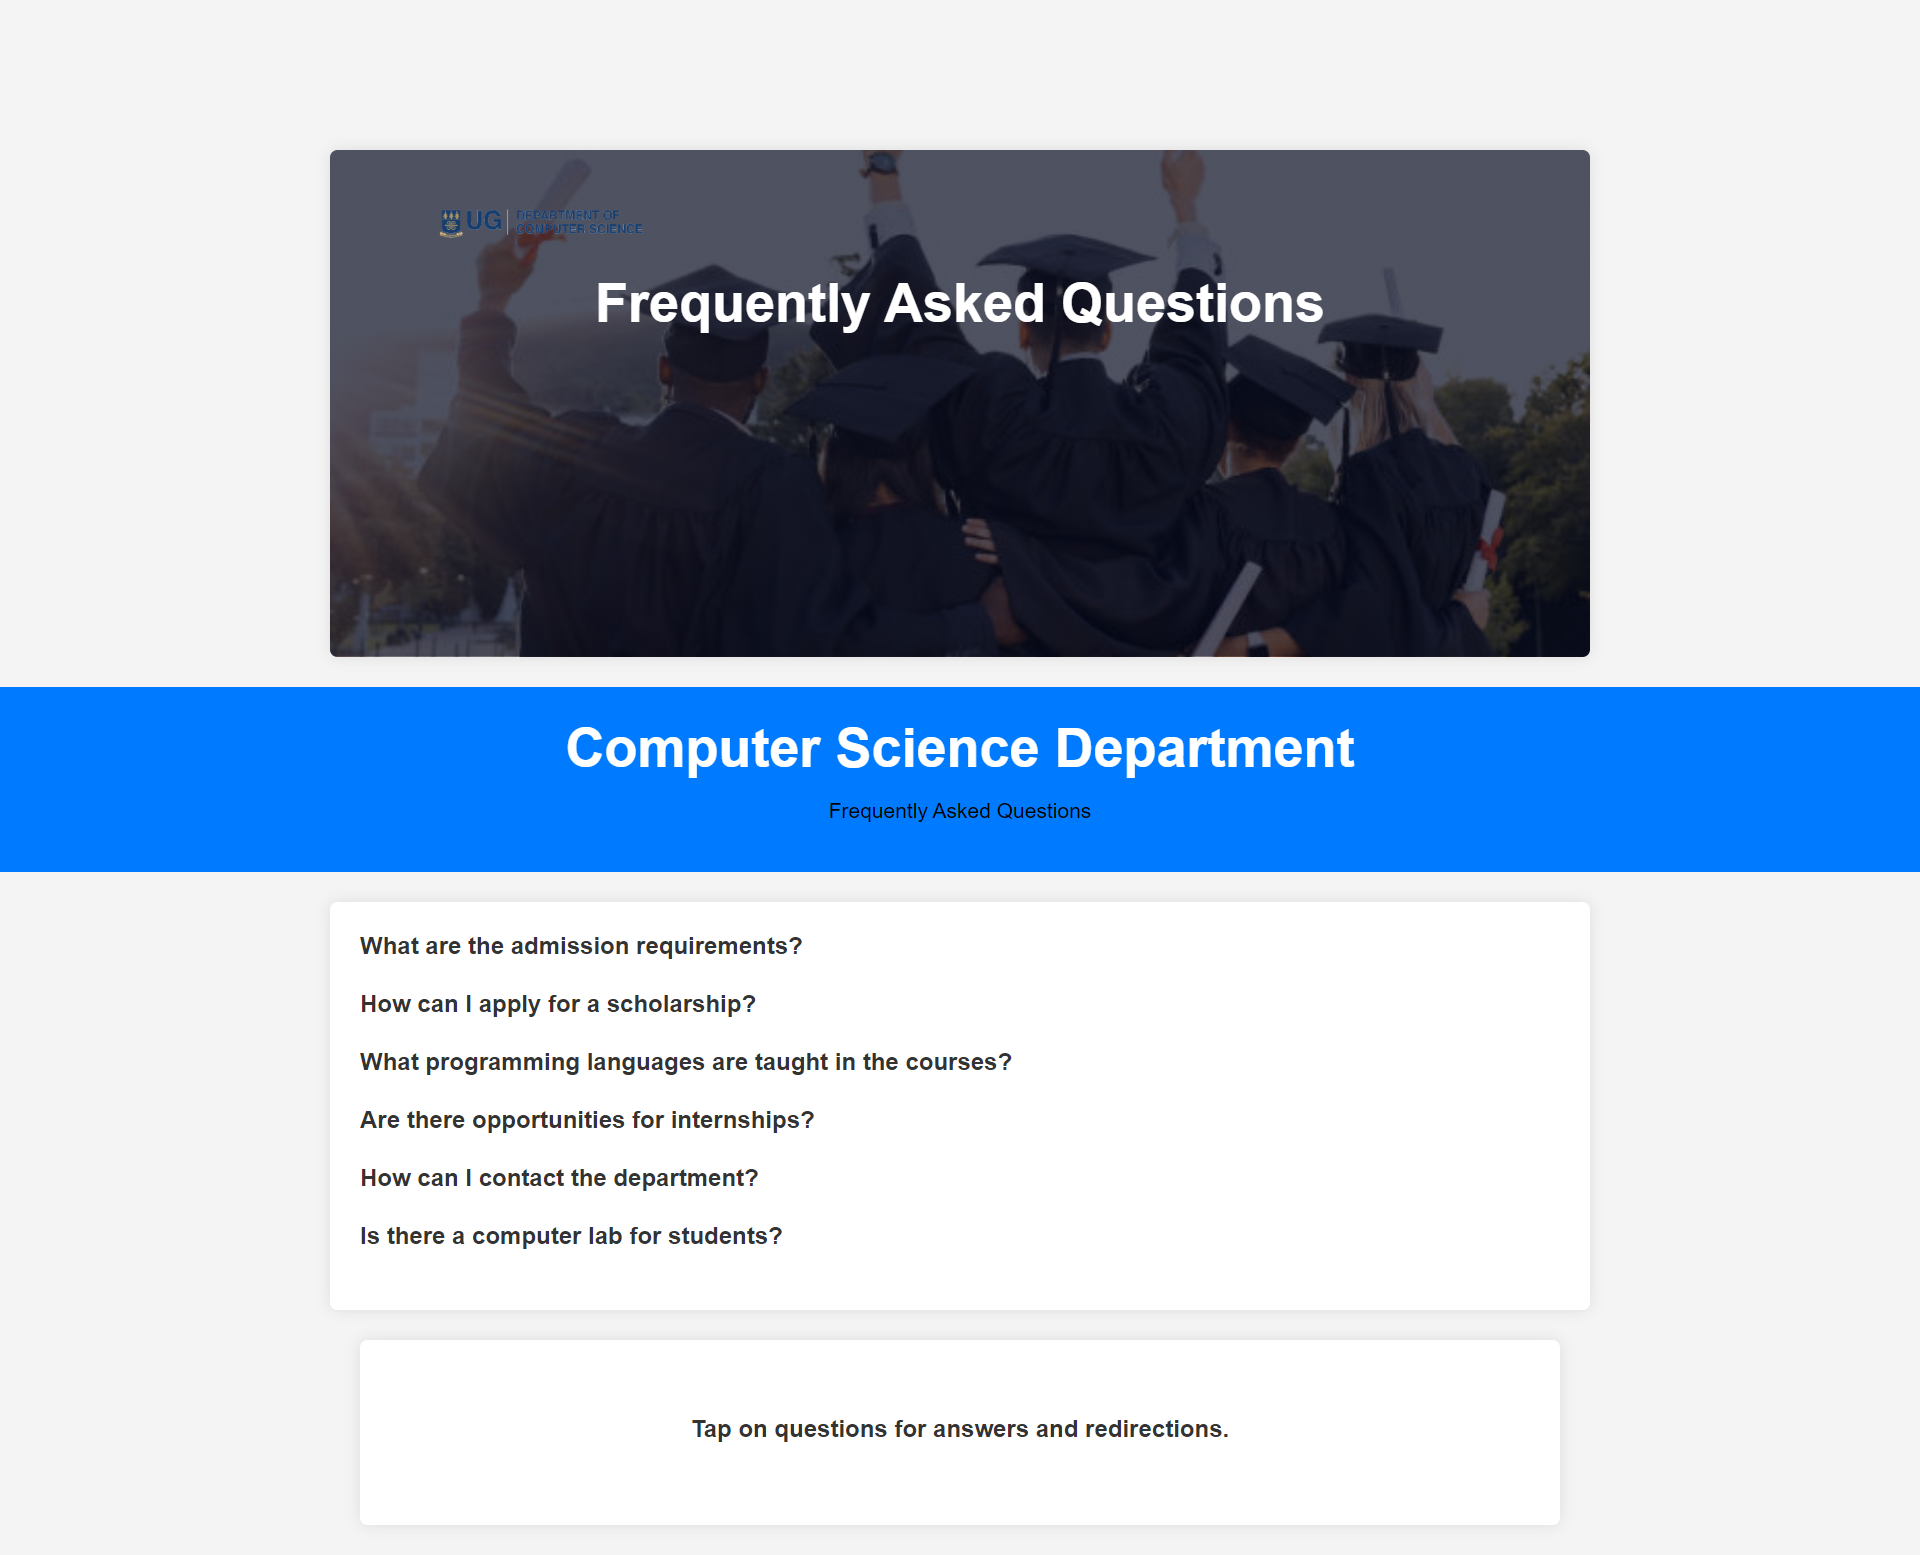 UG
DEPARTMENT OF
COMPUTER SCIENCE
Frequently Asked Questions
Computer Science Department
Frequently Asked Questions
What are the admission requirements?
How can I apply for a scholarship?
What programming languages are taught in the courses?
Are there opportunities for internships?
How can I contact the department?
Is there a computer lab for students?
Tap on questions for answers and redirections.